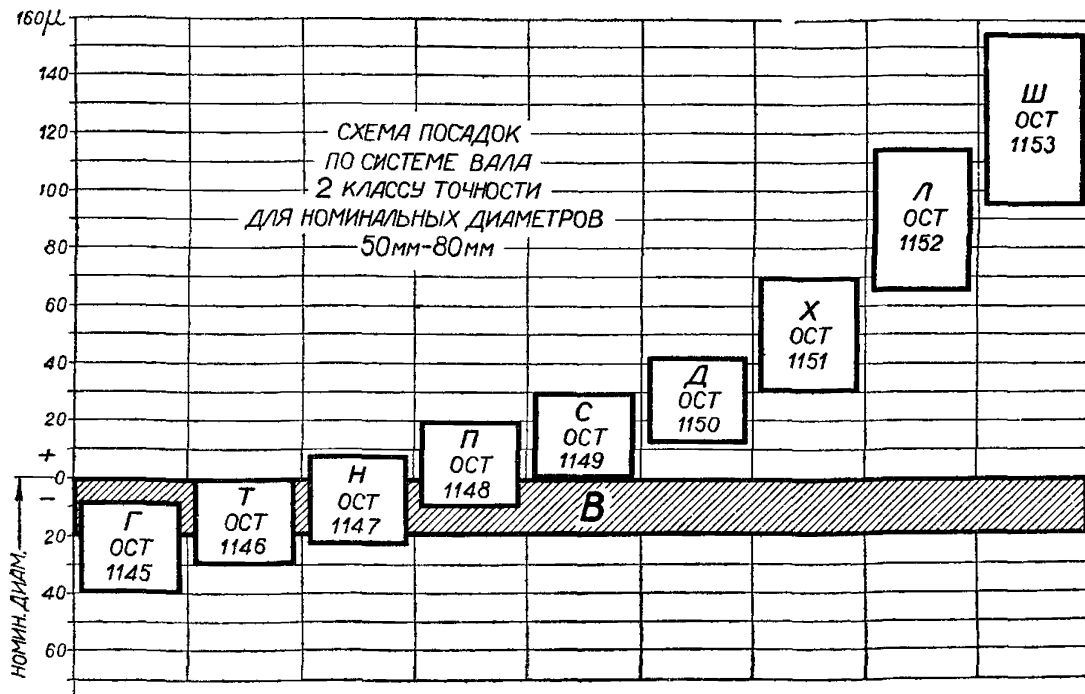 160μ
140
120
100
80
60
40
20
+
0
−
20
40
60
НОМИН. ДИАМ.
СХЕМА ПОСАДОК
ПО СИСТЕМЕ ВАЛА
2 КЛАССУ ТОЧНОСТИ
ДЛЯ НОМИНАЛЬНЫХ ДИАМЕТРОВ
50мм-80мм
Г
ОСТ
1145
Т
ОСТ
1146
Н
ОСТ
1147
П
ОСТ
1148
С
ОСТ
1149
Д
ОСТ
1150
Х
ОСТ
1151
Л
ОСТ
1152
Ш
ОСТ
1153
В